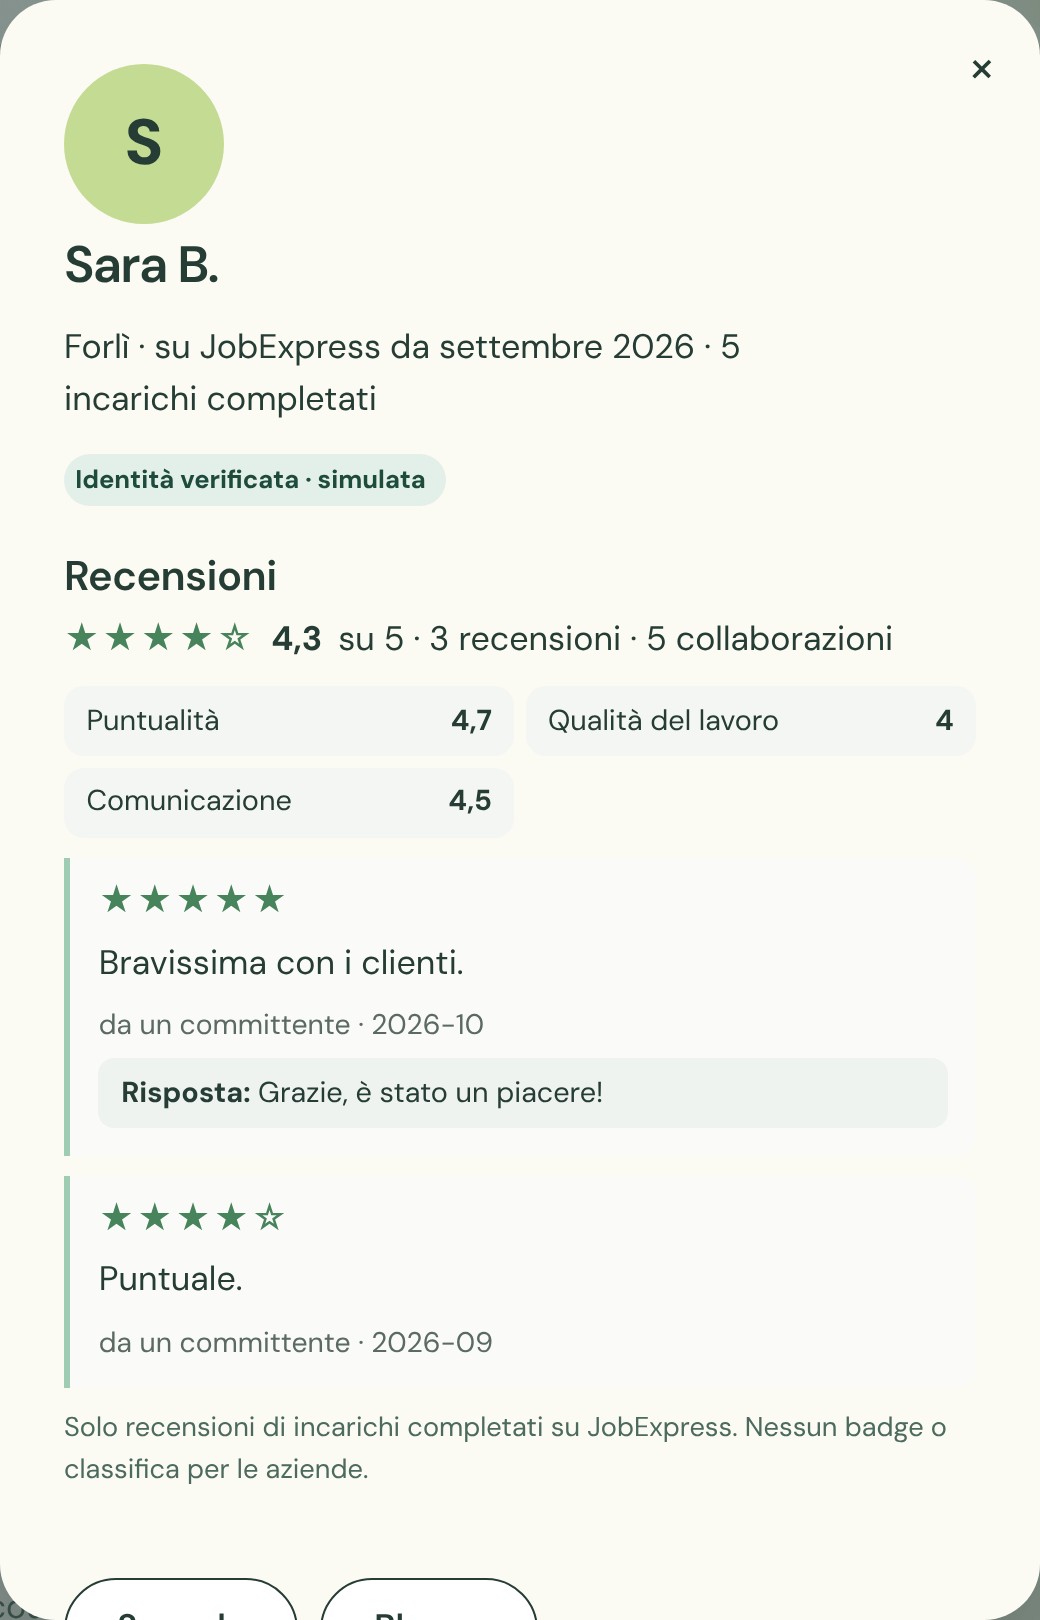 ×
S
Sara B.
Forlì · su JobExpress da settembre 2026 · 5
incarichi completati
Identità verificata · simulata
Recensioni
★★★★☆ 4,3 su 5 · 3 recensioni · 5 collaborazioni
Puntualità 4,7
Qualità del lavoro 4
Comunicazione 4,5
★★★★★
Bravissima con i clienti.
da un committente · 2026-10
Risposta: Grazie, è stato un piacere!
★★★★☆
Puntuale.
da un committente · 2026-09
Solo recensioni di incarichi completati su JobExpress. Nessun badge o
classifica per le aziende.